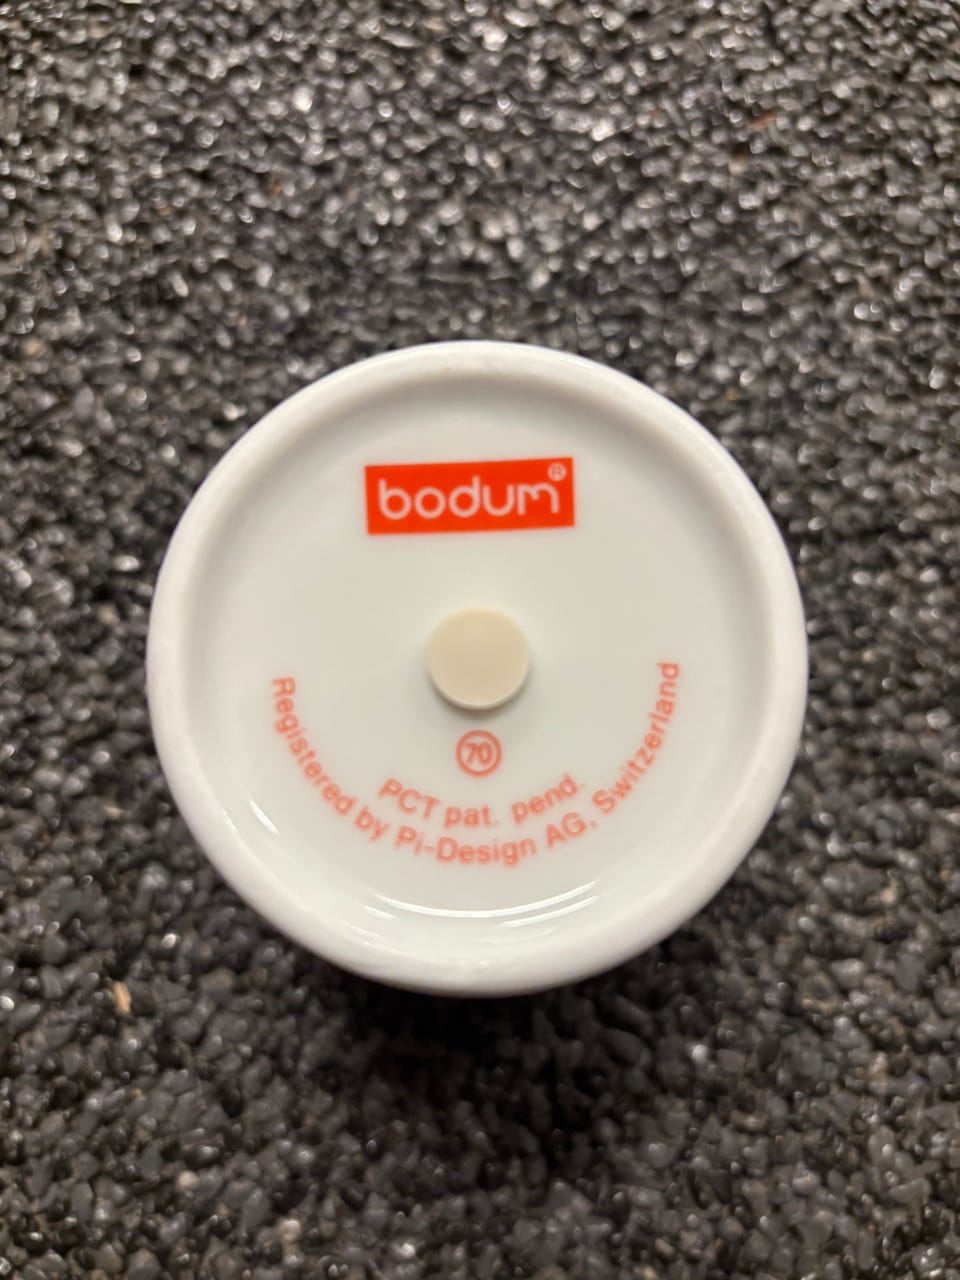 bodum®
70
PCT pat. pend.
Registered by Pi-Design AG, Switzerland